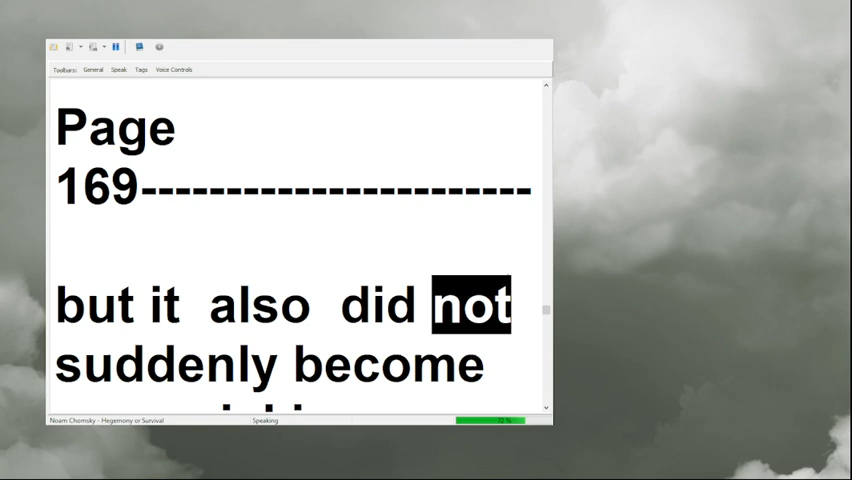 Toolbars: General Speak Tags Voice Controls
Page
169-----------------------
but it also did not
suddenly become
Noam Chomsky - Hegemony or Survival Speaking 72 %